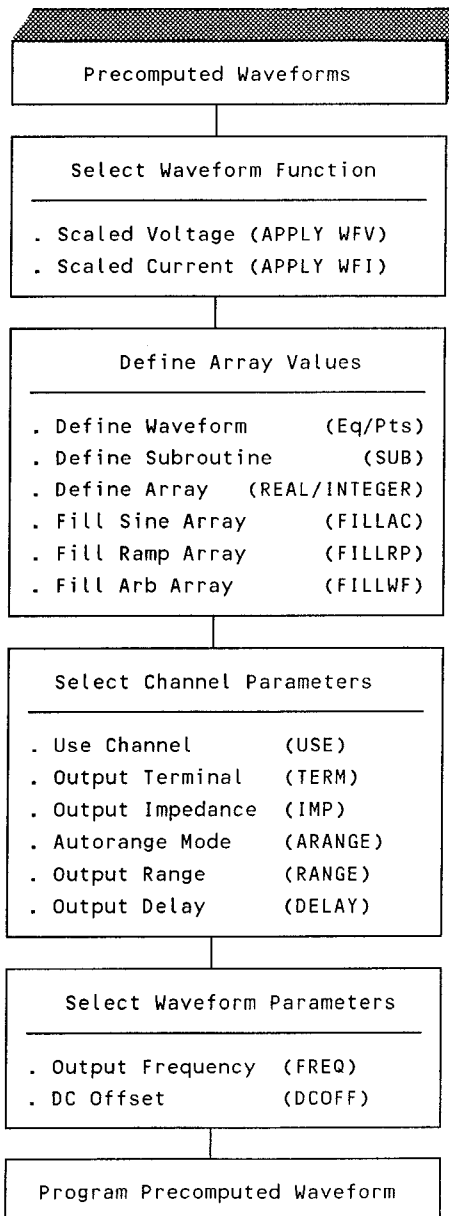 Precomputed Waveforms
Select Waveform Function
. Scaled Voltage (APPLY WFV)
. Scaled Current (APPLY WFI)
Define Array Values
. Define Waveform (Eq/Pts)
. Define Subroutine (SUB)
. Define Array (REAL/INTEGER)
. Fill Sine Array (FILLAC)
. Fill Ramp Array (FILLRP)
. Fill Arb Array (FILLWF)
Select Channel Parameters
. Use Channel (USE)
. Output Terminal (TERM)
. Output Impedance (IMP)
. Autorange Mode (ARANGE)
. Output Range (RANGE)
. Output Delay (DELAY)
Select Waveform Parameters
. Output Frequency (FREQ)
. DC Offset (DCOFF)
Program Precomputed Waveform